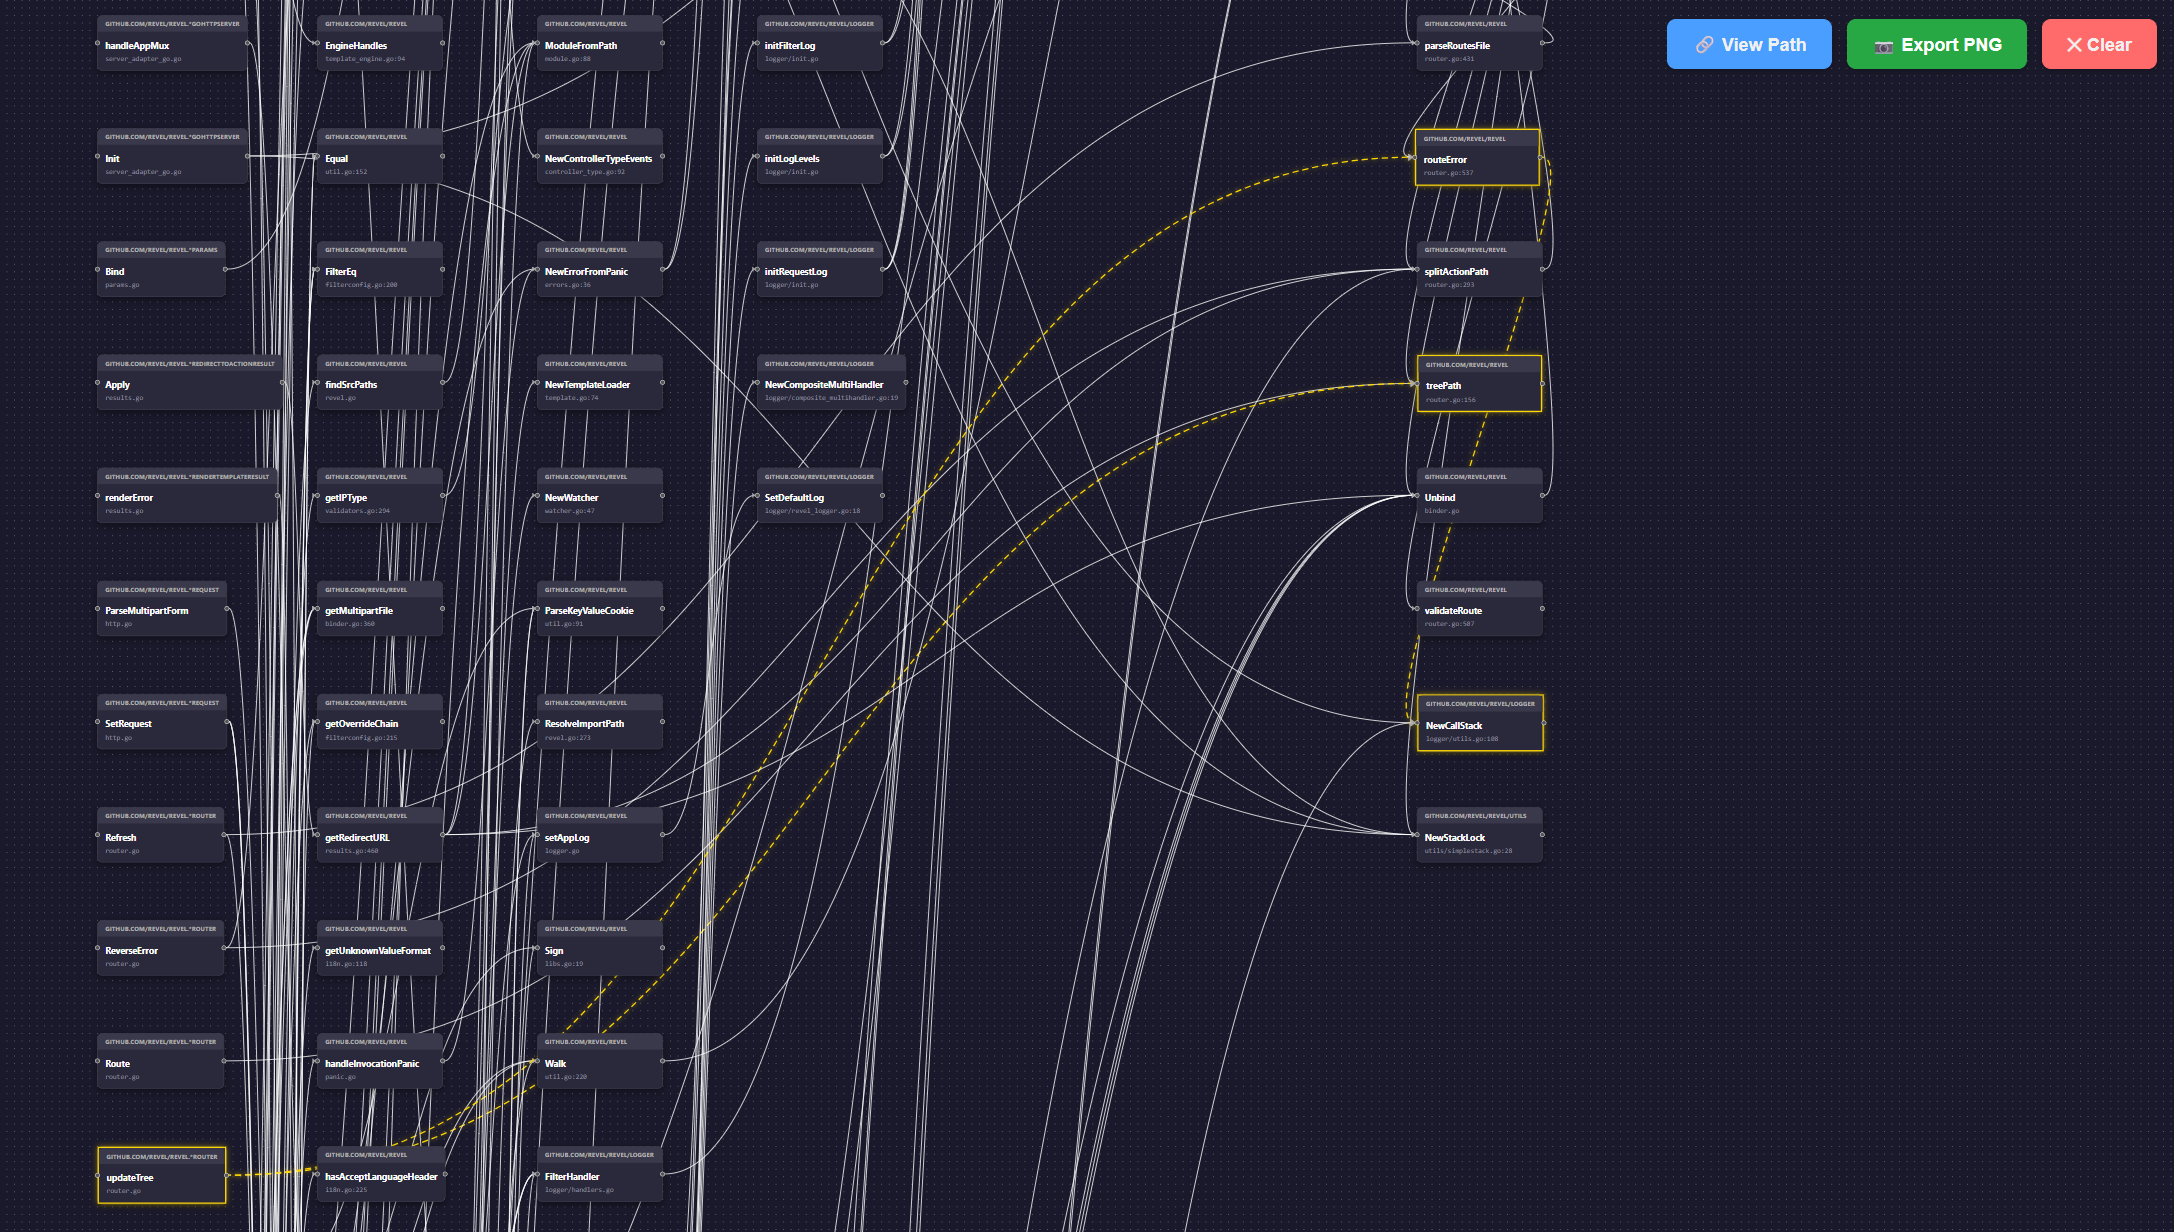 GITHUB.COM/REVEL/REVEL.*GOHTTPSERVER
handleAppMux
server_adapter_go.go
GITHUB.COM/REVEL/REVEL
EngineHandles
template_engine.go:94
GITHUB.COM/REVEL/REVEL
ModuleFromPath
module.go:88
GITHUB.COM/REVEL/REVEL/LOGGER
initFilterLog
logger/init.go
GITHUB.COM/REVEL/REVEL
parseRoutesFile
router.go:431
View Path
Export PNG
Clear
GITHUB.COM/REVEL/REVEL.*GOHTTPSERVER
Init
server_adapter_go.go
GITHUB.COM/REVEL/REVEL
Equal
util.go:152
GITHUB.COM/REVEL/REVEL
NewControllerTypeEvents
controller_type.go:92
GITHUB.COM/REVEL/REVEL/LOGGER
initLogLevels
logger/init.go
GITHUB.COM/REVEL/REVEL
routeError
router.go:537
GITHUB.COM/REVEL/REVEL.*PARAMS
Bind
params.go
GITHUB.COM/REVEL/REVEL
FilterEq
filterconfig.go:200
GITHUB.COM/REVEL/REVEL
NewErrorFromPanic
errors.go:36
GITHUB.COM/REVEL/REVEL/LOGGER
initRequestLog
logger/init.go
GITHUB.COM/REVEL/REVEL
splitActionPath
router.go:293
GITHUB.COM/REVEL/REVEL.*REDIRECTTOACTIONRESULT
Apply
results.go
GITHUB.COM/REVEL/REVEL
findSrcPaths
revel.go
GITHUB.COM/REVEL/REVEL
NewTemplateLoader
template.go:74
GITHUB.COM/REVEL/REVEL/LOGGER
NewCompositeMultiHandler
logger/composite_multihandler.go:19
GITHUB.COM/REVEL/REVEL
treePath
router.go:156
GITHUB.COM/REVEL/REVEL.*RENDERTEMPLATERESULT
renderError
results.go
GITHUB.COM/REVEL/REVEL
getIPType
validators.go:294
GITHUB.COM/REVEL/REVEL
NewWatcher
watcher.go:47
GITHUB.COM/REVEL/REVEL/LOGGER
SetDefaultLog
logger/revel_logger.go:18
GITHUB.COM/REVEL/REVEL
Unbind
binder.go
GITHUB.COM/REVEL/REVEL.*REQUEST
ParseMultipartForm
http.go
GITHUB.COM/REVEL/REVEL
getMultipartFile
binder.go:360
GITHUB.COM/REVEL/REVEL
ParseKeyValueCookie
util.go:91
GITHUB.COM/REVEL/REVEL
validateRoute
router.go:507
GITHUB.COM/REVEL/REVEL.*REQUEST
SetRequest
http.go
GITHUB.COM/REVEL/REVEL
getOverrideChain
filterconfig.go:215
GITHUB.COM/REVEL/REVEL
ResolveImportPath
revel.go:273
GITHUB.COM/REVEL/REVEL/LOGGER
NewCallStack
logger/utils.go:108
GITHUB.COM/REVEL/REVEL.*ROUTER
Refresh
router.go
GITHUB.COM/REVEL/REVEL
getRedirectURL
results.go:460
GITHUB.COM/REVEL/REVEL
setAppLog
logger.go
GITHUB.COM/REVEL/REVEL/UTILS
NewStackLock
utils/simplestack.go:28
GITHUB.COM/REVEL/REVEL.*ROUTER
ReverseError
router.go
GITHUB.COM/REVEL/REVEL
getUnknownValueFormat
i18n.go:118
GITHUB.COM/REVEL/REVEL
Sign
libs.go:19
GITHUB.COM/REVEL/REVEL.*ROUTER
Route
router.go
GITHUB.COM/REVEL/REVEL
handleInvocationPanic
panic.go
GITHUB.COM/REVEL/REVEL
Walk
util.go:220
GITHUB.COM/REVEL/REVEL.*ROUTER
updateTree
router.go
GITHUB.COM/REVEL/REVEL
hasAcceptLanguageHeader
i18n.go:225
GITHUB.COM/REVEL/REVEL/LOGGER
FilterHandler
logger/handlers.go